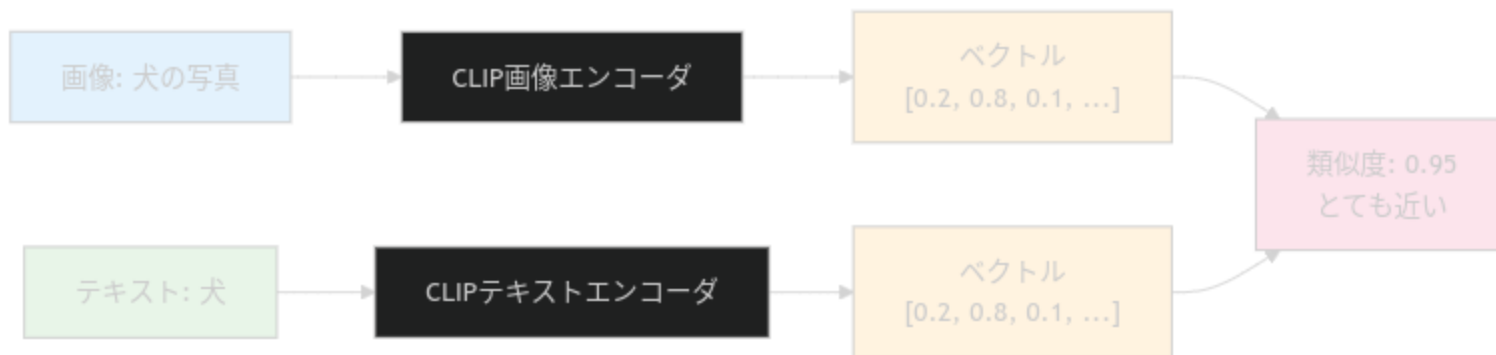 画像: 犬の写真
CLIP画像エンコーダ
ベクトル
[0.2, 0.8, 0.1, ...]
類似度: 0.95
とても近い
テキスト: 犬
CLIPテキストエンコーダ
ベクトル
[0.2, 0.8, 0.1, ...]